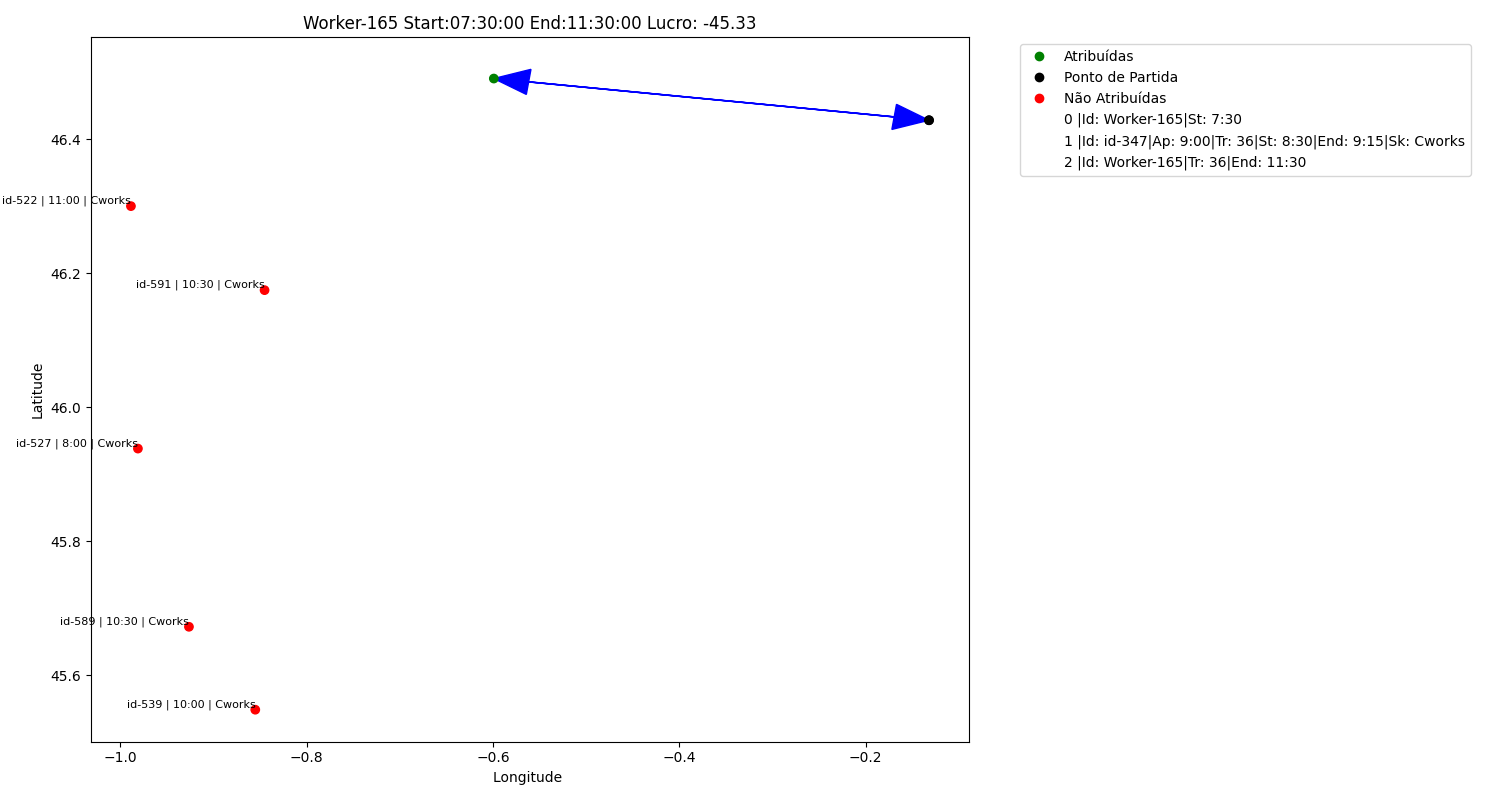 Worker-165 Start:07:30:00 End:11:30:00 Lucro: -45.33
Atribuídas
Ponto de Partida
Não Atribuídas
0 |Id: Worker-165|St: 7:30
1 |Id: id-347|Ap: 9:00|Tr: 36|St: 8:30|End: 9:15|Sk: Cworks
2 |Id: Worker-165|Tr: 36|End: 11:30
46.4
id-522 | 11:00 | Cworks
46.2
id-591 | 10:30 | Cworks
Latitude
46.0
id-527 | 8:00 | Cworks
45.8
id-589 | 10:30 | Cworks
45.6
id-539 | 10:00 | Cworks
−1.0
−0.8
−0.6
−0.4
−0.2
Longitude